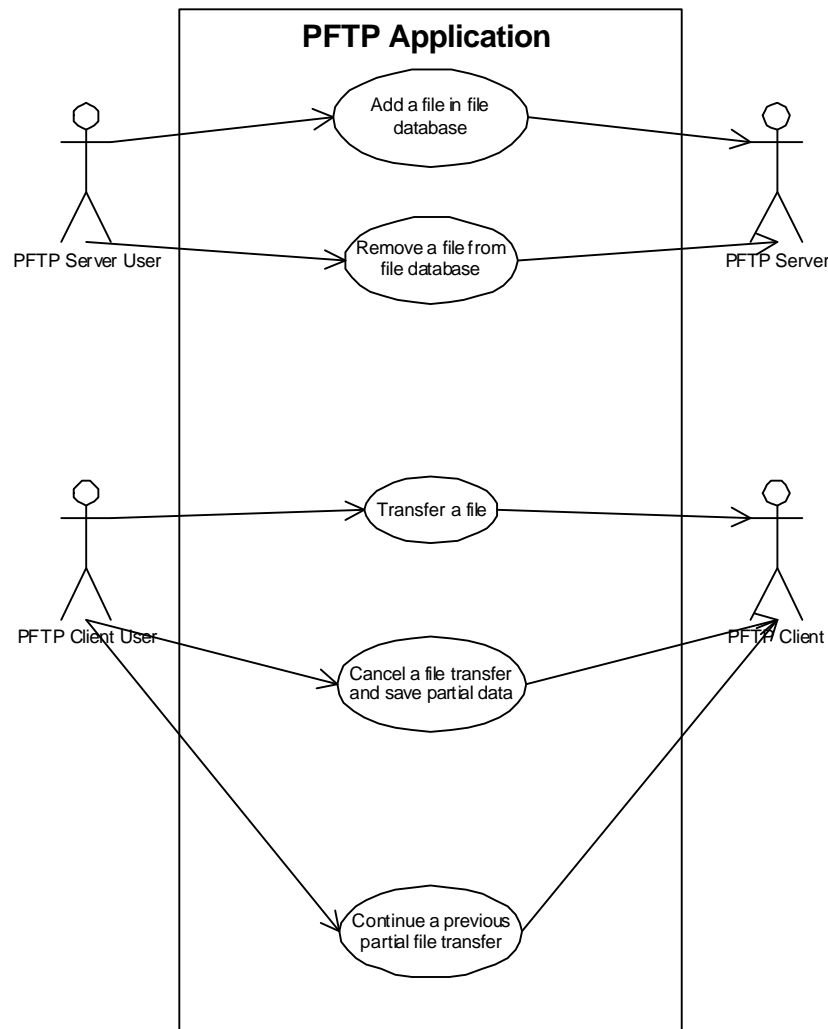 PFTP Application
Add a file in file
database
Remove a file from
file database
PFTP Server User
PFTP Server
Transfer a file
PFTP Client User
PFTP Client
Cancel a file transfer
and save partial data
Continue a previous
partial file transfer